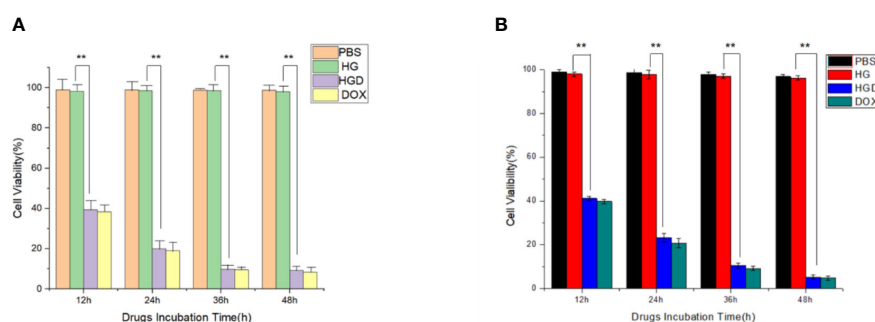 A
** ** ** **
PBS
HG
HGD
DOX
100
80
60
40
20
0
Cell Viability(%)
12h 24h 36h 48h
Drugs Incubation Time(h)
B
** ** ** **
PBS
HG
HGD
DOX
100
80
60
40
20
0
Cell Vialibility(%)
12h 24h 36h 48h
Drugs Incubation Time(h)